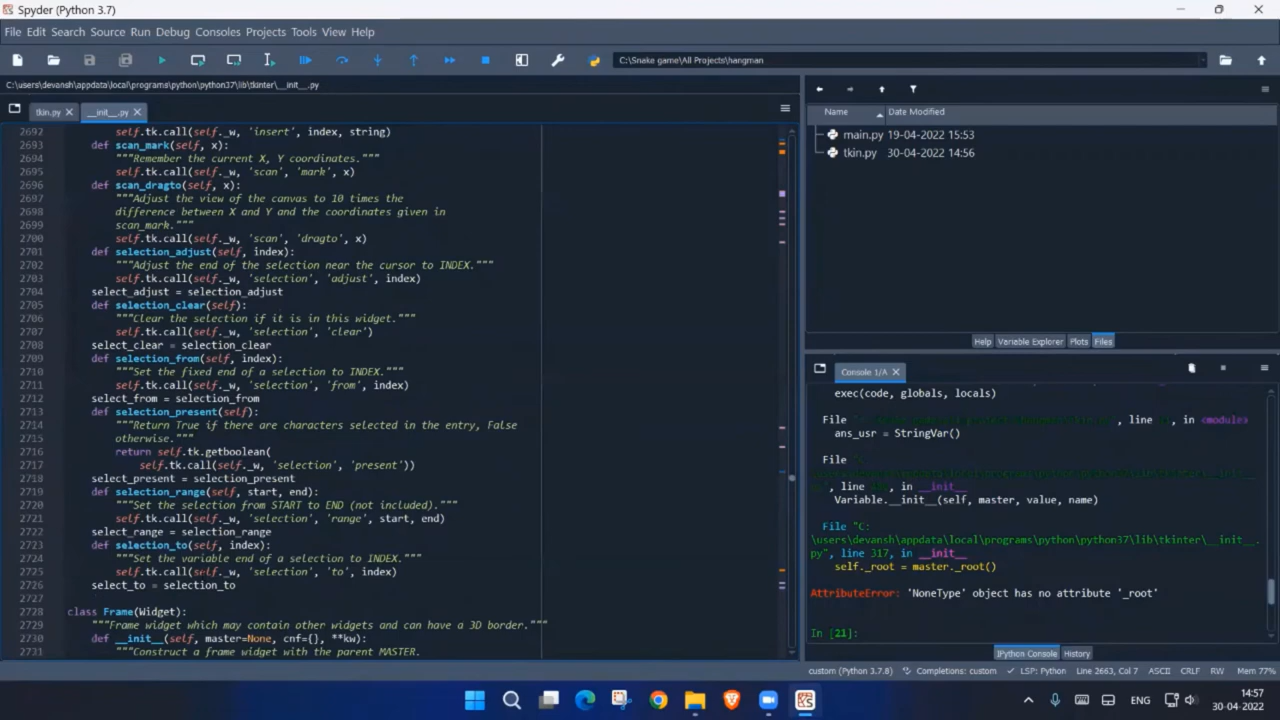 Spyder (Python 3.7)
File Edit Search Source Run Debug Consoles Projects Tools View Help
C:\Snake game\All Projects\hangman
C:\users\devansh\appdata\local\programs\python\python37\lib\tkinter\__init__.py
tkin.py
__init__.py
2692 self.tk.call(self._w, 'insert', index, string)
2693 def scan_mark(self, x):
2694 """Remember the current X, Y coordinates."""
2695 self.tk.call(self._w, 'scan', 'mark', x)
2696 def scan_dragto(self, x):
2697 """Adjust the view of the canvas to 10 times the
2698 difference between X and Y and the coordinates given in
2699 scan_mark."""
2700 self.tk.call(self._w, 'scan', 'dragto', x)
2701 def selection_adjust(self, index):
2702 """Adjust the end of the selection near the cursor to INDEX."""
2703 self.tk.call(self._w, 'selection', 'adjust', index)
2704 select_adjust = selection_adjust
2705 def selection_clear(self):
2706 """Clear the selection if it is in this widget."""
2707 self.tk.call(self._w, 'selection', 'clear')
2708 select_clear = selection_clear
2709 def selection_from(self, index):
2710 """Set the fixed end of a selection to INDEX."""
2711 self.tk.call(self._w, 'selection', 'from', index)
2712 select_from = selection_from
2713 def selection_present(self):
2714 """Return True if there are characters selected in the entry, False
2715 otherwise."""
2716 return self.tk.getboolean(
2717 self.tk.call(self._w, 'selection', 'present'))
2718 select_present = selection_present
2719 def selection_range(self, start, end):
2720 """Set the selection from START to END (not included)."""
2721 self.tk.call(self._w, 'selection', 'range', start, end)
2722 select_range = selection_range
2723 def selection_to(self, index):
2724 """Set the variable end of a selection to INDEX."""
2725 self.tk.call(self._w, 'selection', 'to', index)
2726 select_to = selection_to
2727
2728 class Frame(Widget):
2729 """Frame widget which may contain other widgets and can have a 3D border."""
2730 def __init__(self, master=None, cnf={}, **kw):
2731 """Construct a frame widget with the parent MASTER.
Name Date Modified
main.py 19-04-2022 15:53
tkin.py 30-04-2022 14:56
Help Variable Explorer Plots Files
Console 1/A
exec(code, globals, locals)
File line in <module>
ans_usr = StringVar()
File
line in __init__
Variable.__init__(self, master, value, name)
File "C:
\users\devansh\appdata\local\programs\python\python37\lib\tkinter\__init__.
py", line 317, in __init__
self._root = master._root()
AttributeError: 'NoneType' object has no attribute '_root'
In [21]:
IPython Console History
custom (Python 3.7.8) Completions: custom LSP: Python Line 2663, Col 7 ASCII CRLF RW Mem 77%
ENG
14:57
30-04-2022